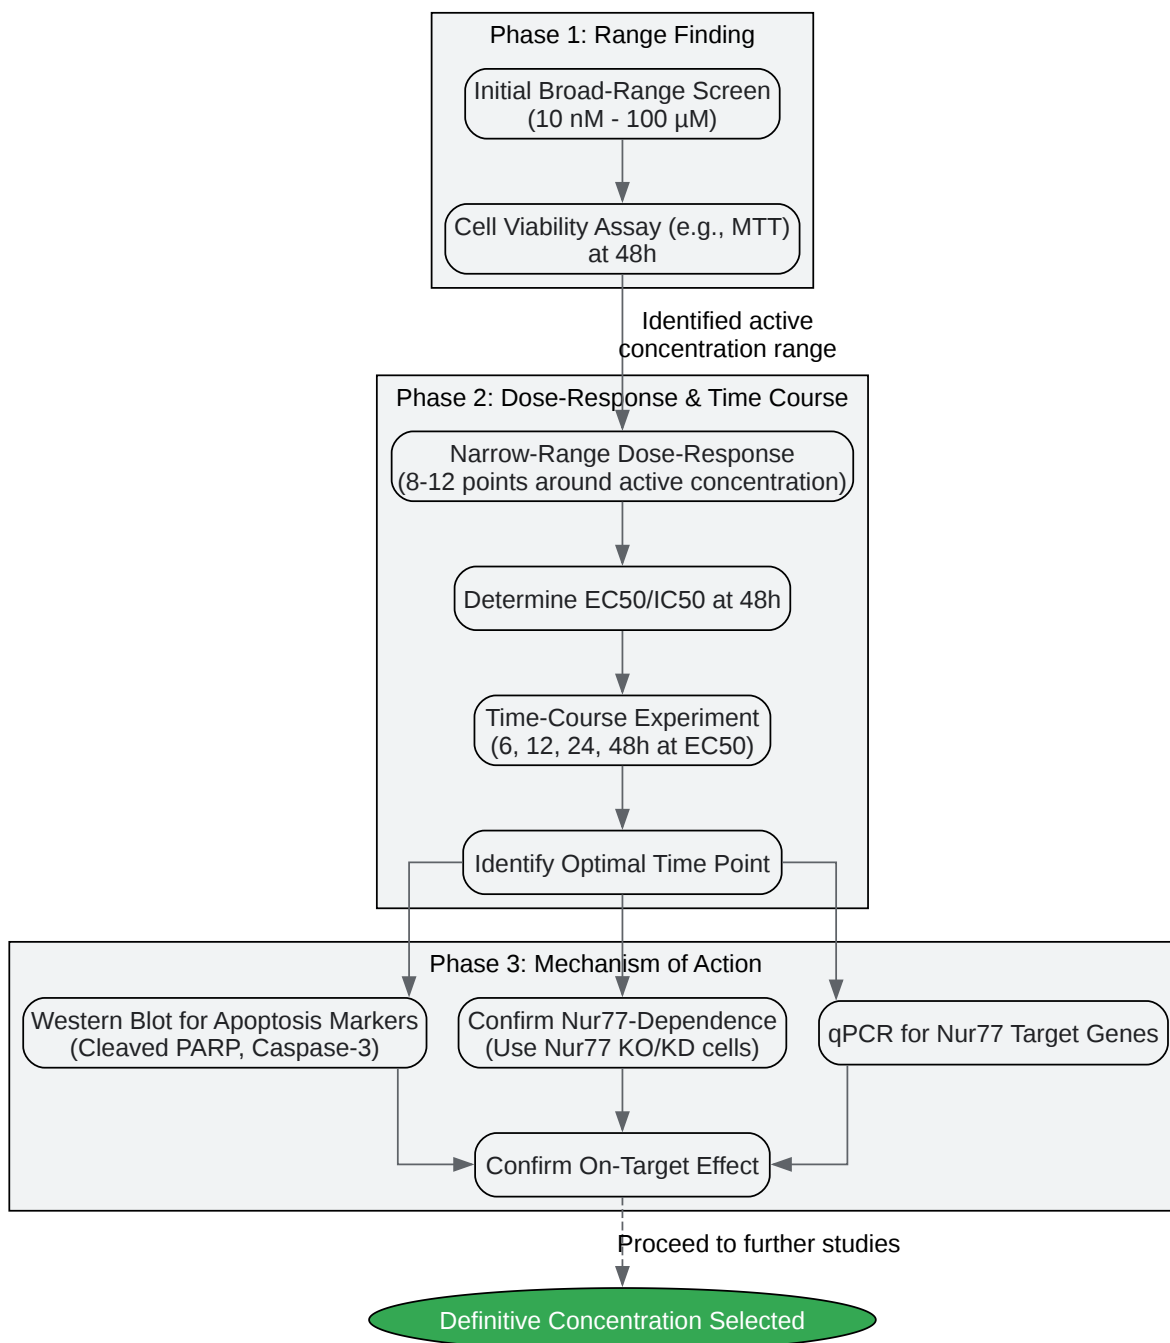 Phase 1: Range Finding
Initial Broad-Range Screen
(10 nM - 100 µM)
Cell Viability Assay (e.g., MTT)
at 48h
Identified active
concentration range
Phase 2: Dose-Response & Time Course
Narrow-Range Dose-Response
(8-12 points around active concentration)
Determine EC50/IC50 at 48h
Time-Course Experiment
(6, 12, 24, 48h at EC50)
Identify Optimal Time Point
Phase 3: Mechanism of Action
Western Blot for Apoptosis Markers
(Cleaved PARP, Caspase-3)
Confirm Nur77-Dependence
(Use Nur77 KO/KD cells)
qPCR for Nur77 Target Genes
Confirm On-Target Effect
Proceed to further studies
Definitive Concentration Selected